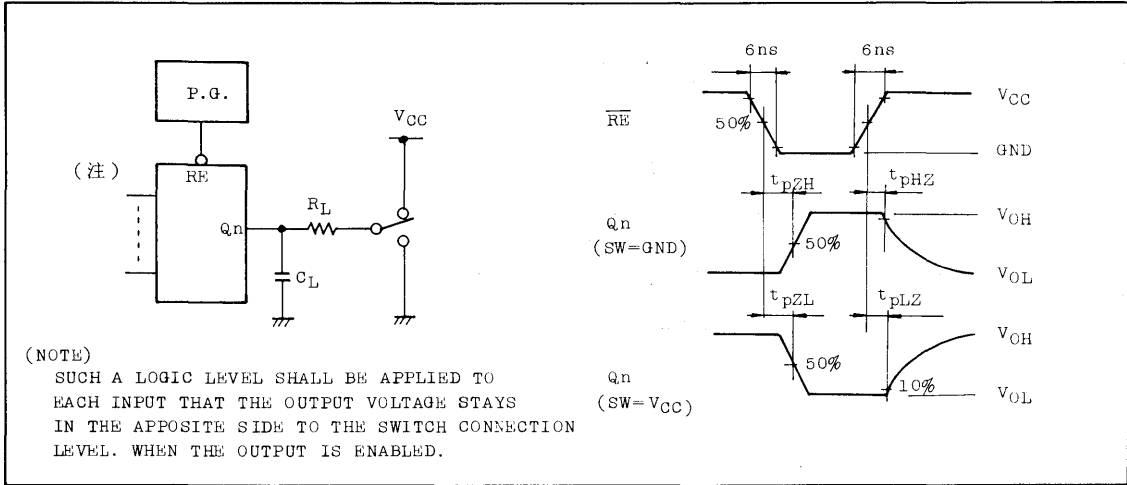 P.G.
(注)
RE
Qn
R_L
C_L
V_CC
(NOTE)
SUCH A LOGIC LEVEL SHALL BE APPLIED TO
EACH INPUT THAT THE OUTPUT VOLTAGE STAYS
IN THE APPOSITE SIDE TO THE SWITCH CONNECTION
LEVEL. WHEN THE OUTPUT IS ENABLED.
6ns 6ns
R̅E̅
50%
V_CC
GND
t_pZH t_pHZ
Qn
(SW=GND)
50%
V_OH
V_OL
t_pZL t_pLZ
Qn
(SW=V_CC)
50%
10%
V_OH
V_OL